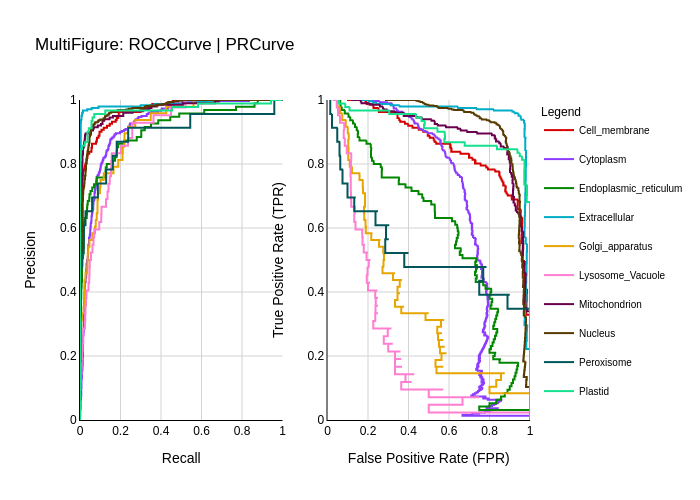 MultiFigure: ROCCurve | PRCurve
Precision
1
0.8
0.6
0.4
0.2
0
0 0.2 0.4 0.6 0.8 1
Recall
True Positive Rate (TPR)
1
0.8
0.6
0.4
0.2
0
0 0.2 0.4 0.6 0.8 1
False Positive Rate (FPR)
Legend
Cell_membrane
Cytoplasm
Endoplasmic_reticulum
Extracellular
Golgi_apparatus
Lysosome_Vacuole
Mitochondrion
Nucleus
Peroxisome
Plastid